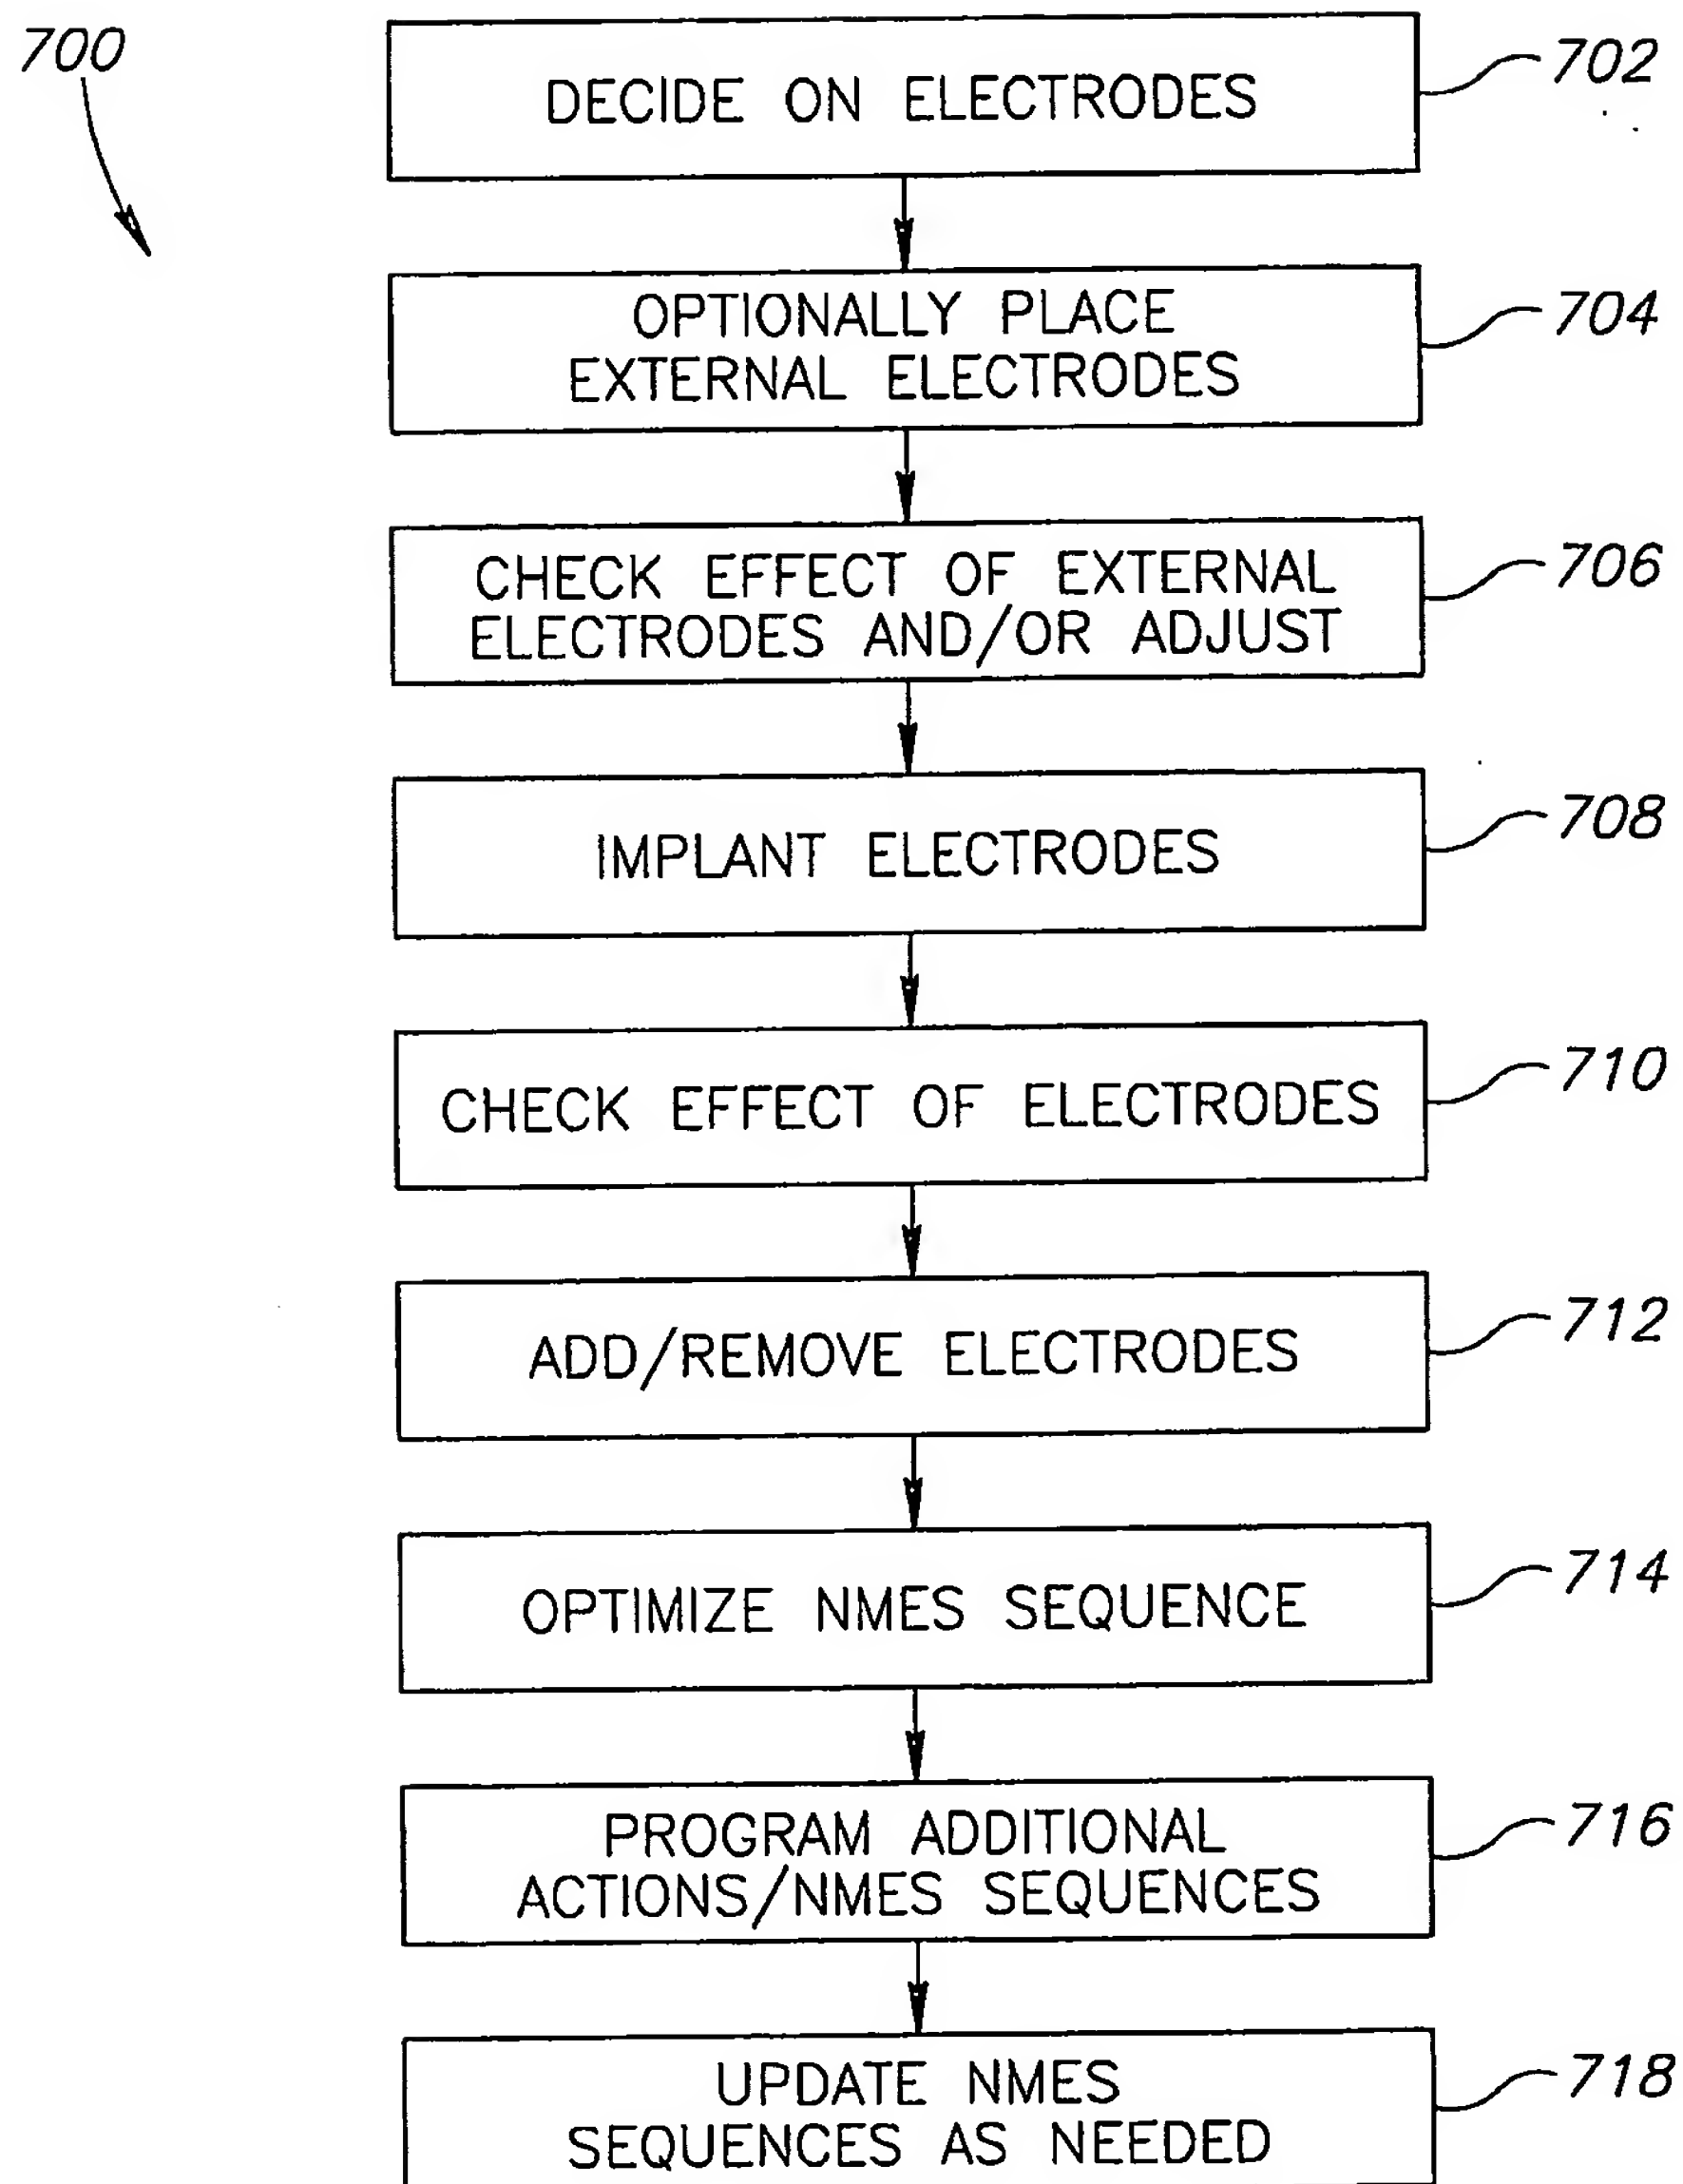 700
DECIDE ON ELECTRODES
702
OPTIONALLY PLACE
EXTERNAL ELECTRODES
704
CHECK EFFECT OF EXTERNAL
ELECTRODES AND/OR ADJUST
706
IMPLANT ELECTRODES
708
CHECK EFFECT OF ELECTRODES
710
ADD/REMOVE ELECTRODES
712
OPTIMIZE NMES SEQUENCE
714
PROGRAM ADDITIONAL
ACTIONS/NMES SEQUENCES
716
UPDATE NMES
SEQUENCES AS NEEDED
718